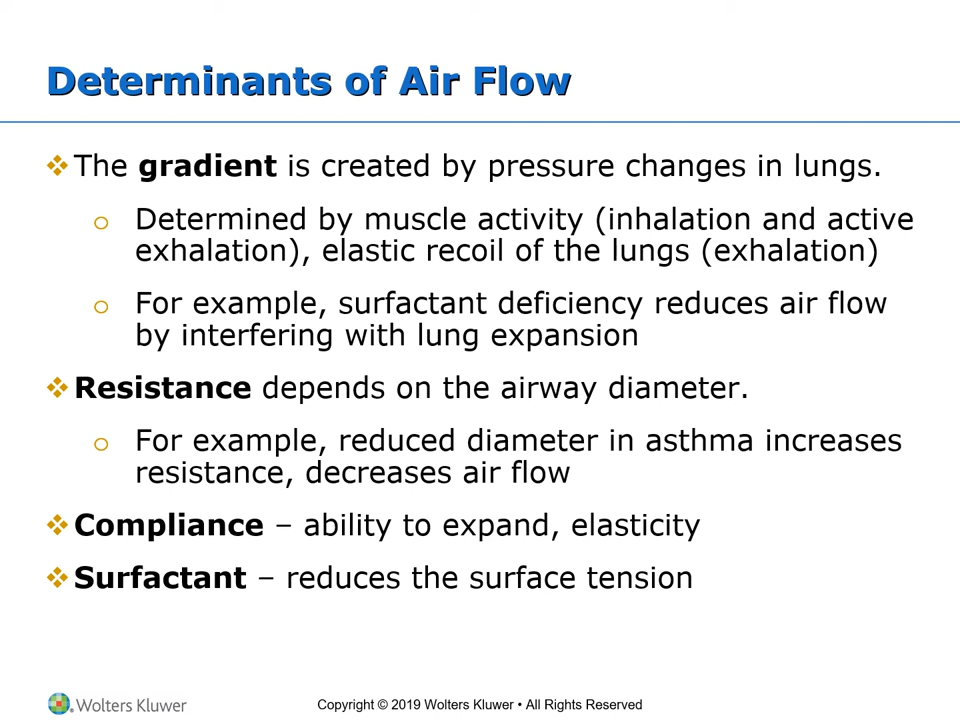 Determinants of Air Flow
❖The gradient is created by pressure changes in lungs.
o Determined by muscle activity (inhalation and active
exhalation), elastic recoil of the lungs (exhalation)
o For example, surfactant deficiency reduces air flow
by interfering with lung expansion
❖Resistance depends on the airway diameter.
o For example, reduced diameter in asthma increases
resistance, decreases air flow
❖Compliance – ability to expand, elasticity
❖Surfactant – reduces the surface tension
Wolters Kluwer
Copyright © 2019 Wolters Kluwer • All Rights Reserved